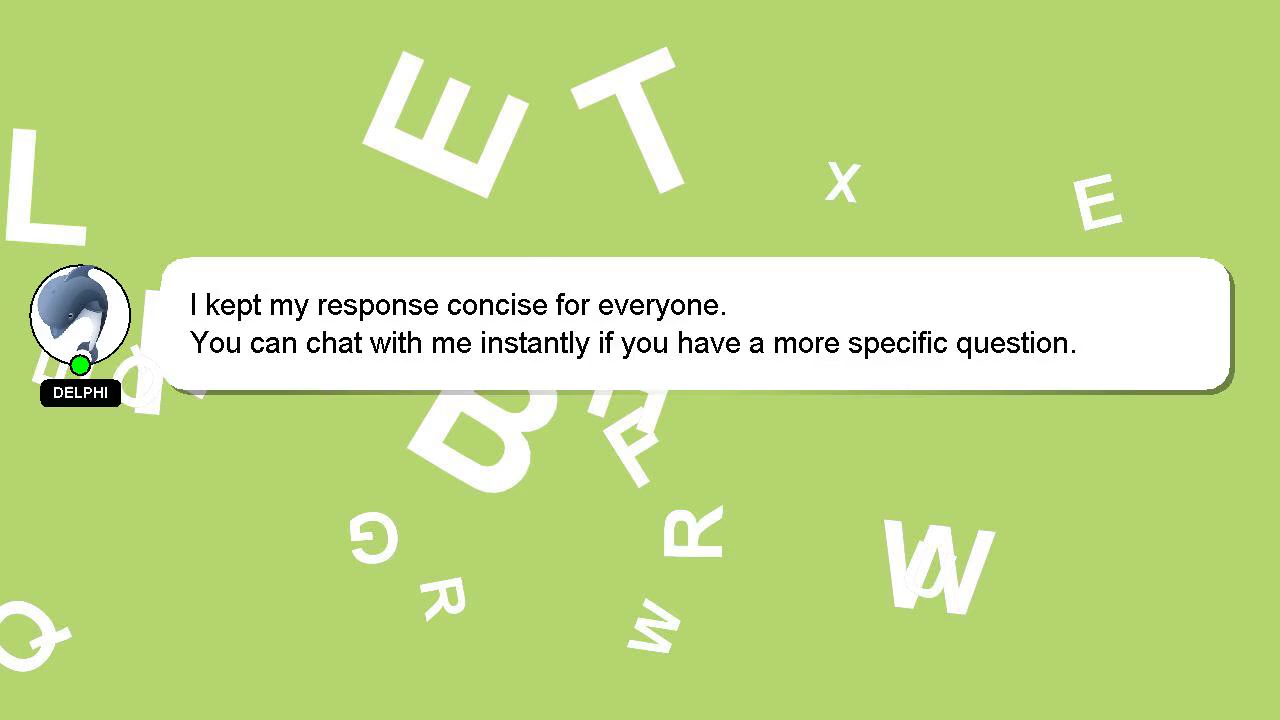 E T
L
X
E
I kept my response concise for everyone.
You can chat with me instantly if you have a more specific question.
DELPHI
B
F
G
R
W
R
W
Q